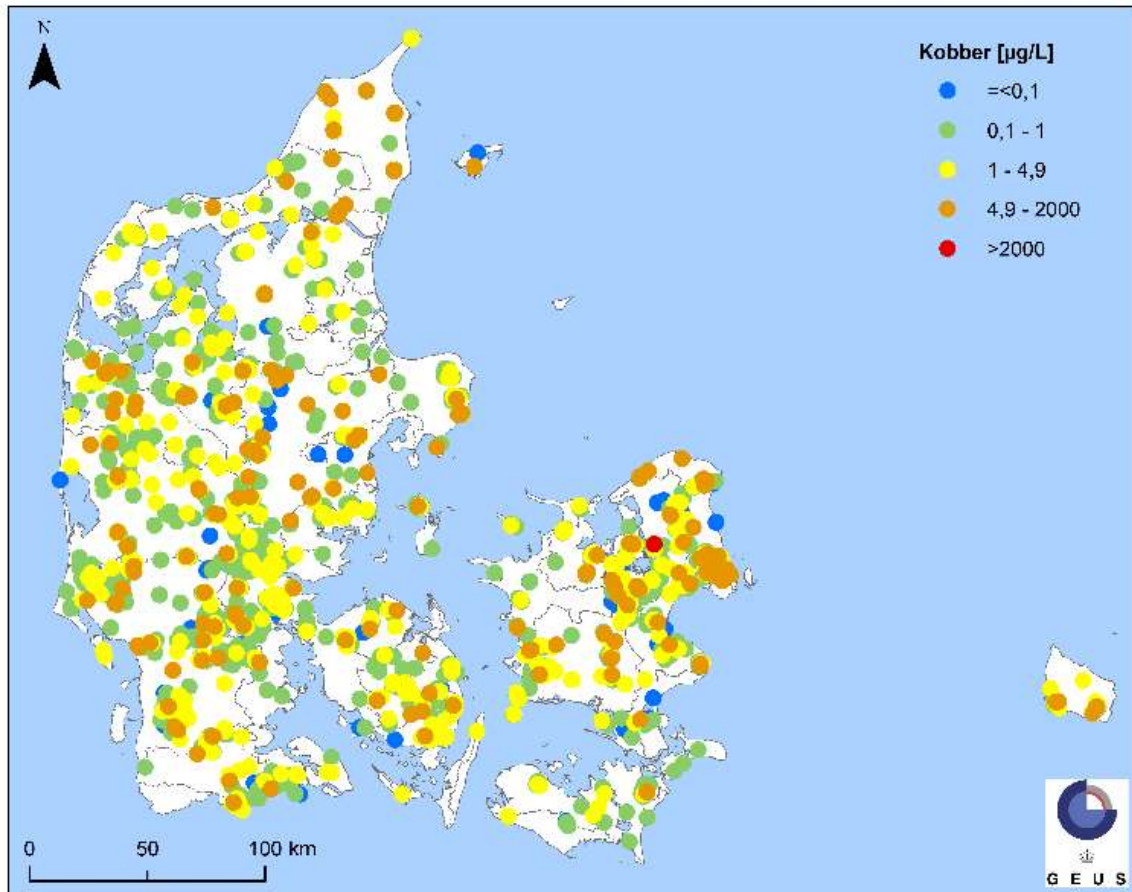 N
Kobber [µg/L]
=<0,1
0,1 - 1
1 - 4,9
4,9 - 2000
>2000
0 50 100 km
G E U S